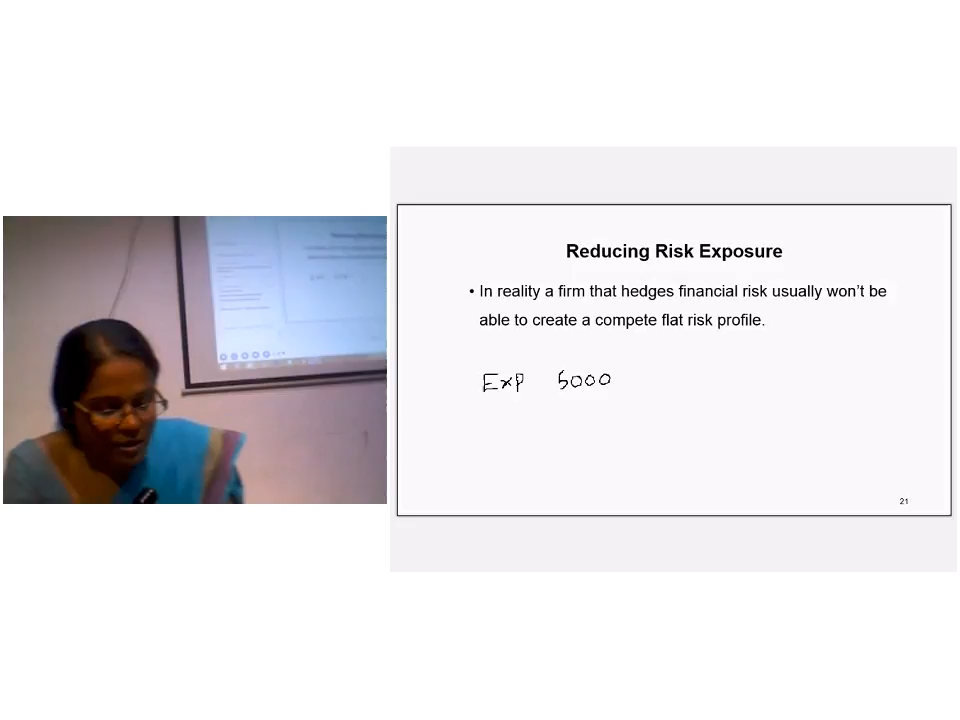 Reducing Risk Exposure
• In reality a firm that hedges financial risk usually won't be
able to create a compete flat risk profile.
Exp 5000
21